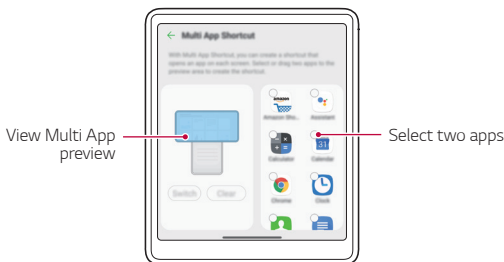 Multi App Shortcut
With Multi App Shortcut, you can create a shortcut that
opens an app on each screen. Select or drag two apps to the
preview area to create the shortcut.
View Multi App
preview
Switch
Clear
amazon
Amazon Sho...
Assistant
Calculator
31
Calendar
Chrome
Clock
Select two apps